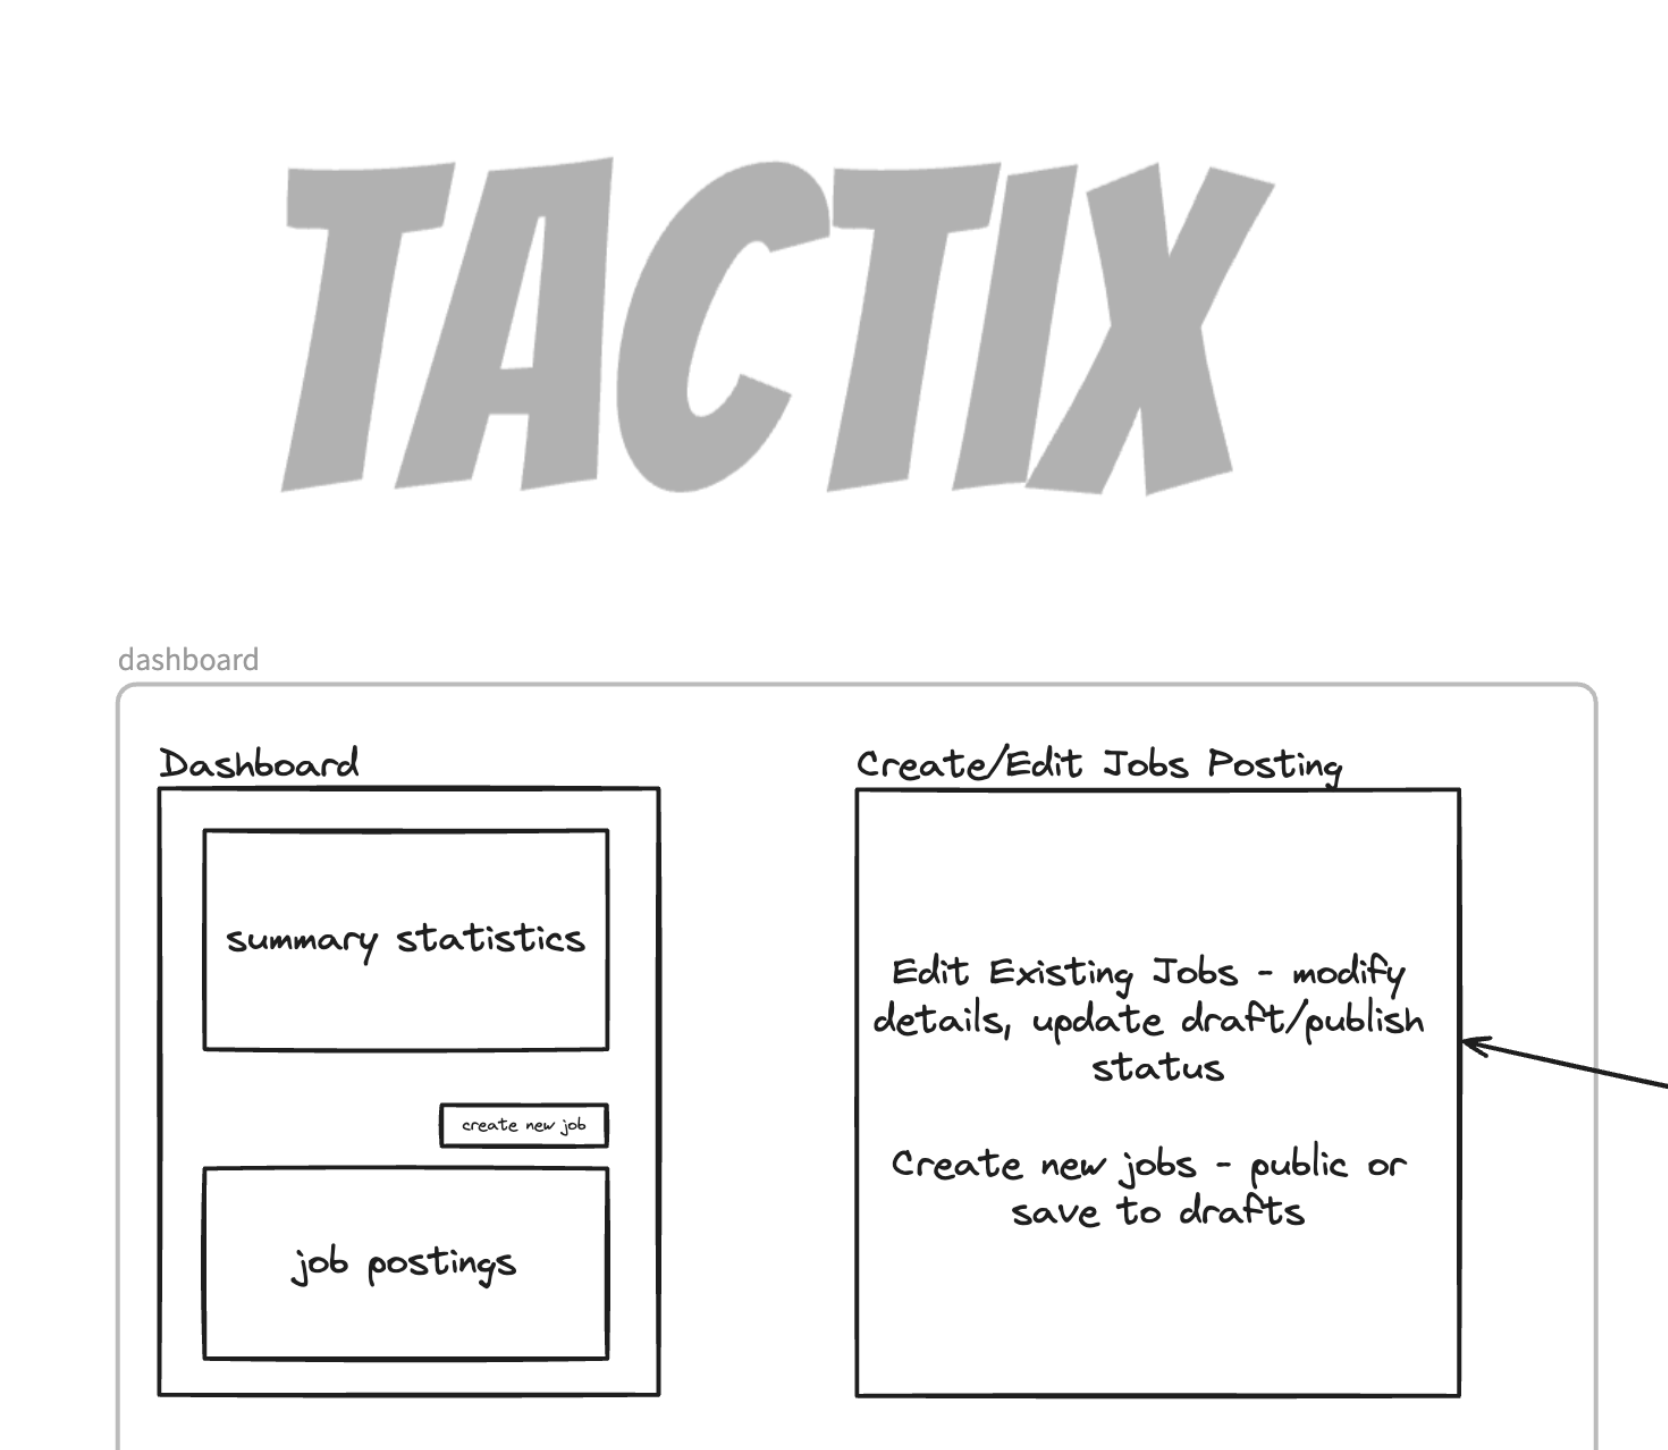 TACTIX
dashboard
Dashboard
summary statistics
create new job
job postings
Create/Edit Jobs Posting
Edit Existing Jobs - modify
details, update draft/publish
status
Create new jobs - public or
save to drafts